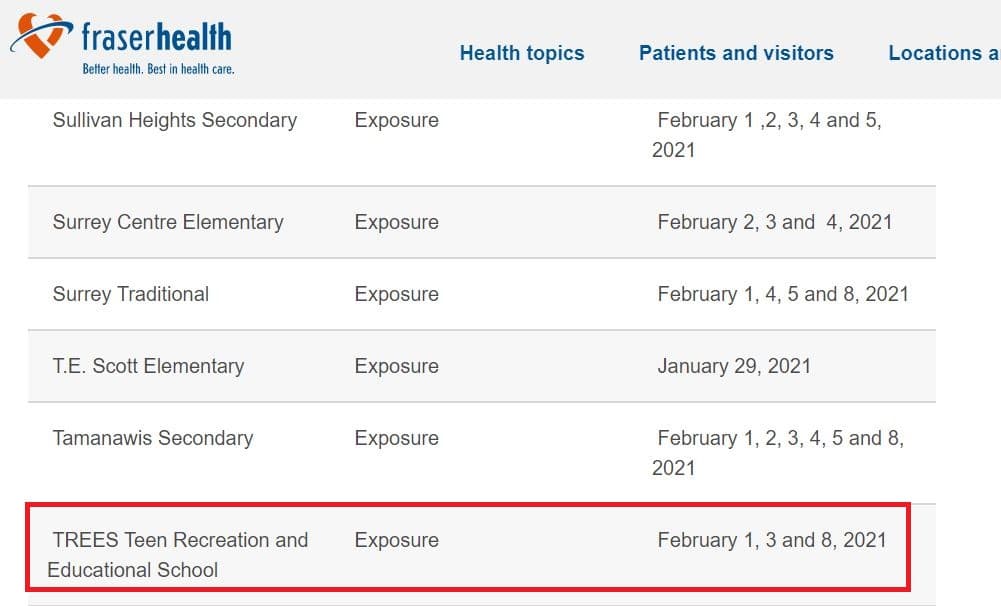 fraserhealth
Better health. Best in health care.
Health topics
Patients and visitors
Locations a
Sullivan Heights Secondary
Exposure
February 1 ,2, 3, 4 and 5,
2021
Surrey Centre Elementary
Exposure
February 2, 3 and  4, 2021
Surrey Traditional
Exposure
February 1, 4, 5 and 8, 2021
T.E. Scott Elementary
Exposure
January 29, 2021
Tamanawis Secondary
Exposure
February 1, 2, 3, 4, 5 and 8,
2021
TREES Teen Recreation and
Educational School
Exposure
February 1, 3 and 8, 2021